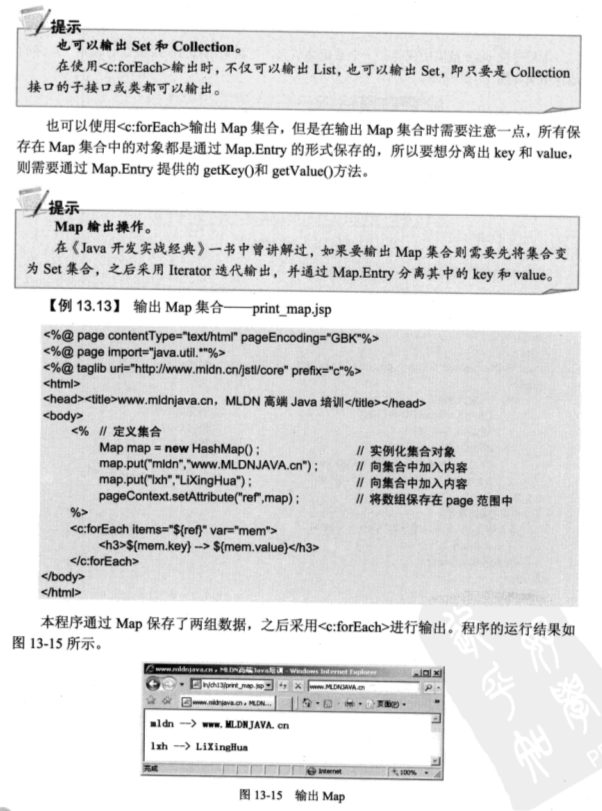 提示
也可以输出 Set 和 Collection。
在使用<c:forEach>输出时，不仅可以输出 List，也可以输出 Set，即只要是 Collection
接口的子接口或类都可以输出。
也可以使用<c:forEach>输出 Map 集合，但是在输出 Map 集合时需要注意一点，所有保
存在 Map 集合中的对象都是通过 Map.Entry 的形式保存的，所以要想分离出 key 和 value，
则需要通过 Map.Entry 提供的 getKey()和 getValue()方法。
提示
Map 输出操作。
在《Java 开发实战经典》一书中曾讲解过，如果要输出 Map 集合则需要先将集合变
为 Set 集合，之后采用 Iterator 迭代输出，并通过 Map.Entry 分离其中的 key 和 value。
【例 13.13】 输出 Map 集合——print_map.jsp
<%@ page contentType="text/html" pageEncoding="GBK"%>
<%@ page import="java.util.*"%>
<%@ taglib uri="http://www.mldn.cn/jstl/core" prefix="c"%>
<html>
<head><title>www.mldnjava.cn，MLDN 高端 Java 培训</title></head>
<body>
<% // 定义集合
Map map = new HashMap() ; // 实例化集合对象
map.put("mldn","www.MLDNJAVA.cn") ; // 向集合中加入内容
map.put("lxh","LiXingHua") ; // 向集合中加入内容
pageContext.setAttribute("ref",map) ; // 将数组保存在 page 范围中
%>
<c:forEach items="${ref}" var="mem">
<h3>${mem.key} --> ${mem.value}</h3>
</c:forEach>
</body>
</html>
本程序通过 Map 保存了两组数据，之后采用<c:forEach>进行输出。程序的运行结果如
图 13-15 所示。
www.mldnjava.cn，MLDN高端Java培训 - Windows Internet Explorer
ln/ch13/print_map.jsp www.MLDNJAVA.cn
www.mldnjava.cn，MLDN... 页面(P)
mldn --> www.MLDNJAVA.cn
lxh --> LiXingHua
完成 Internet 100%
图 13-15 输出 Map